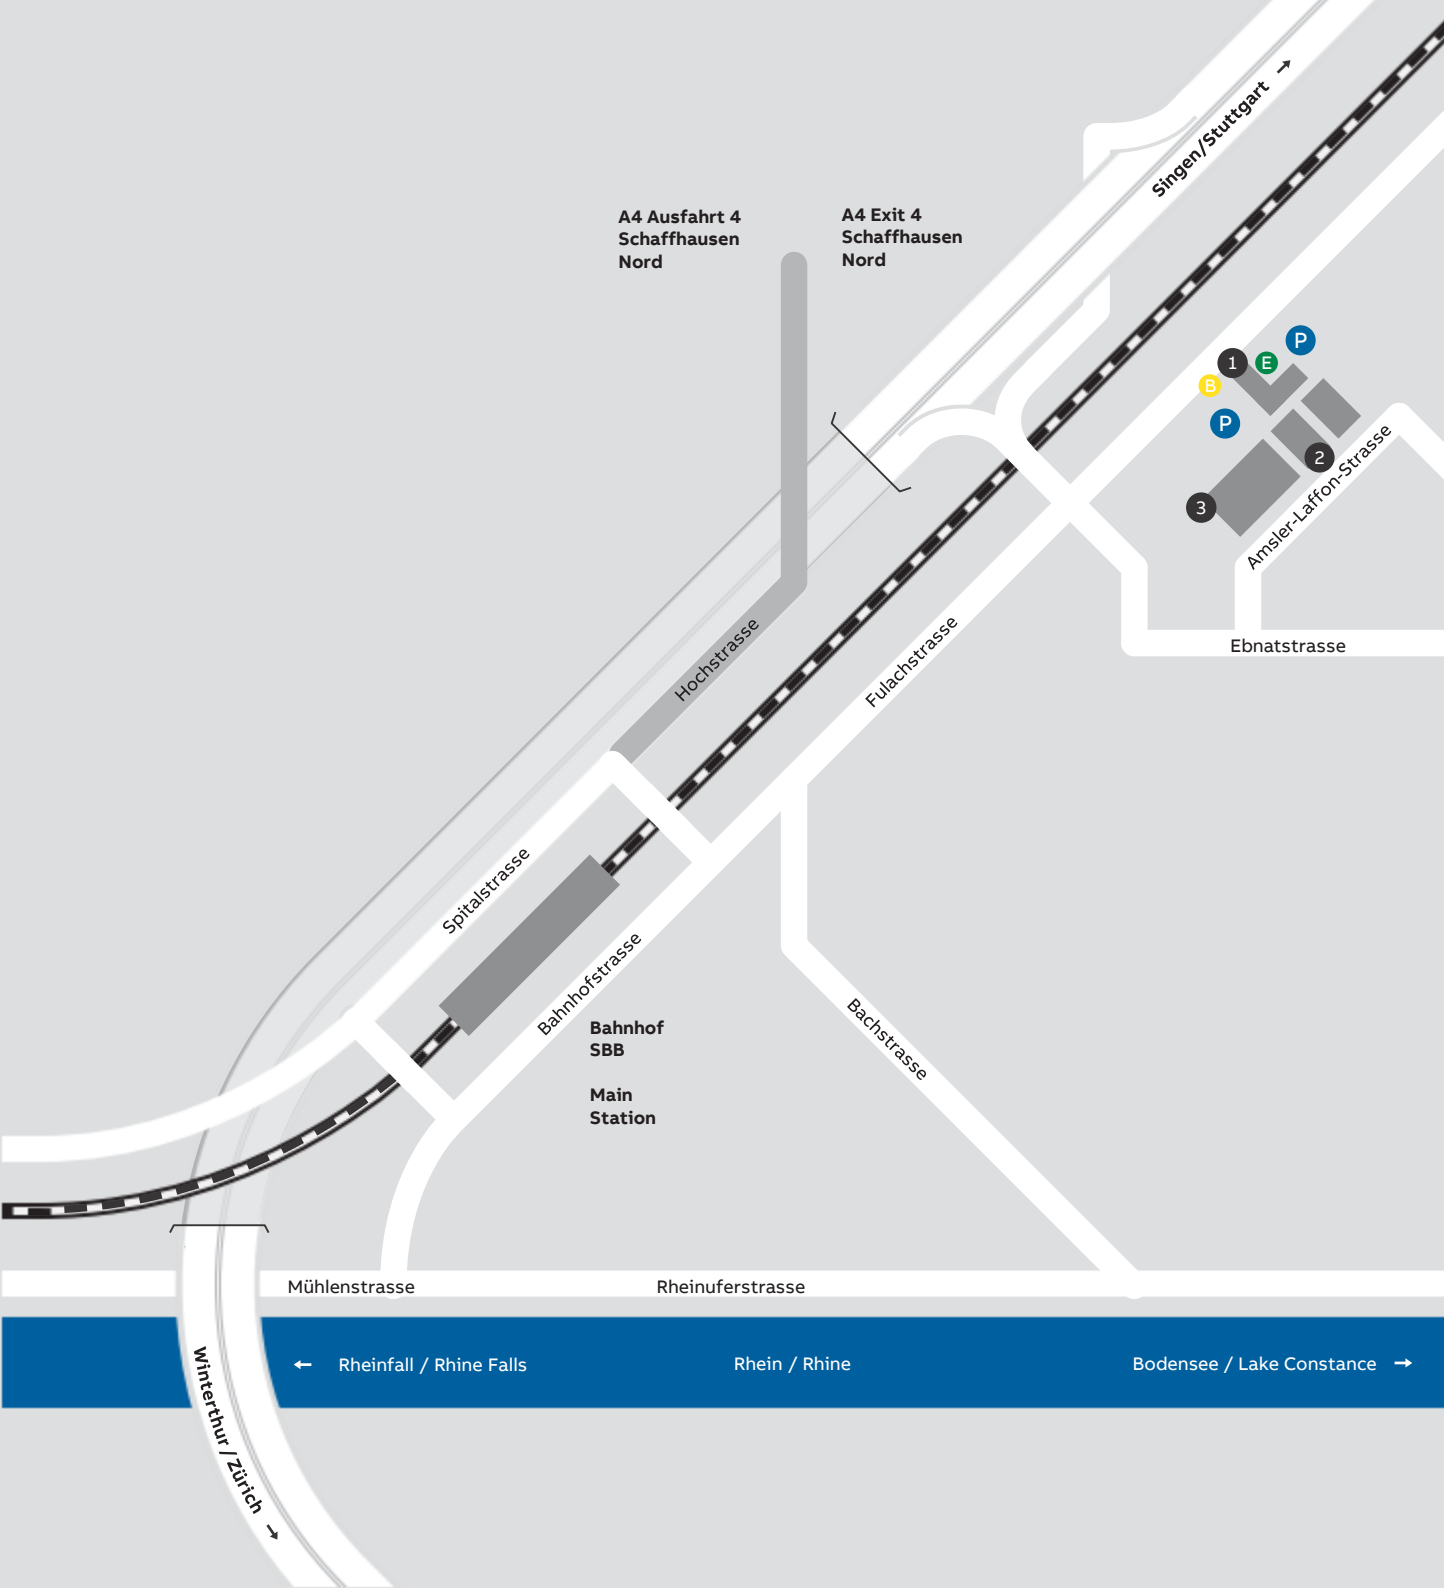 Singen/Stuttgart →
A4 Ausfahrt 4
Schaffhausen
Nord
A4 Exit 4
Schaffhausen
Nord
P
1
E
B
P
2
3
Amsler-Laffon-Strasse
Hochstrasse
Fulachstrasse
Ebnatstrasse
Spitalstrasse
Bahnhofstrasse
Bahnhof
SBB
Main
Station
Bachstrasse
Mühlenstrasse
Rheinuferstrasse
← Rheinfall / Rhine Falls
Rhein / Rhine
Bodensee / Lake Constance →
Winterthur / Zürich →